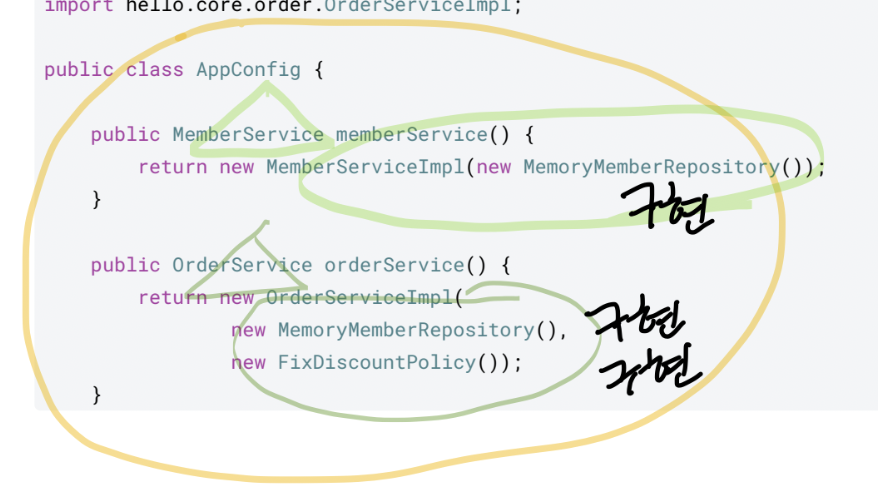 import hello.core.order.OrderServiceImpl;
public class AppConfig {
public MemberService memberService() {
return new MemberServiceImpl(new MemoryMemberRepository());
}
구현
public OrderService orderService() {
return new OrderServiceImpl(
new MemoryMemberRepository(), 구현
new FixDiscountPolicy()); 구현
}